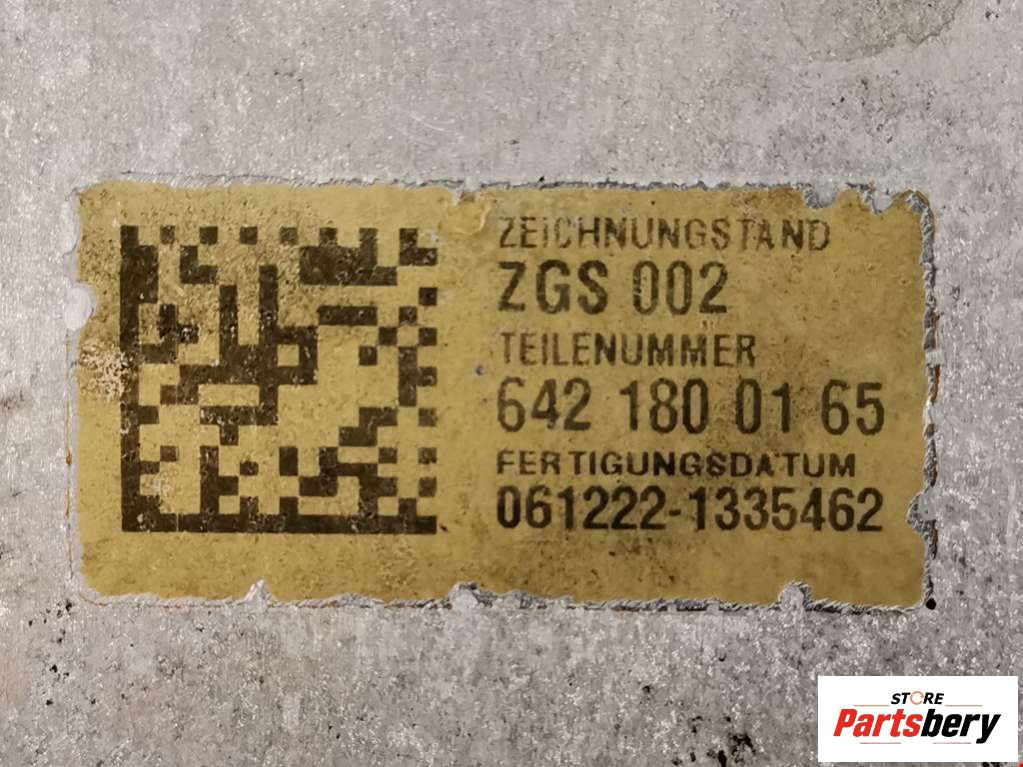 ZEICHNUNGSTAND
ZGS 002
TEILENUMMER
642 180 01 65
FERTIGUNGSDATUM
061222-1335462
STORE
Partsbery